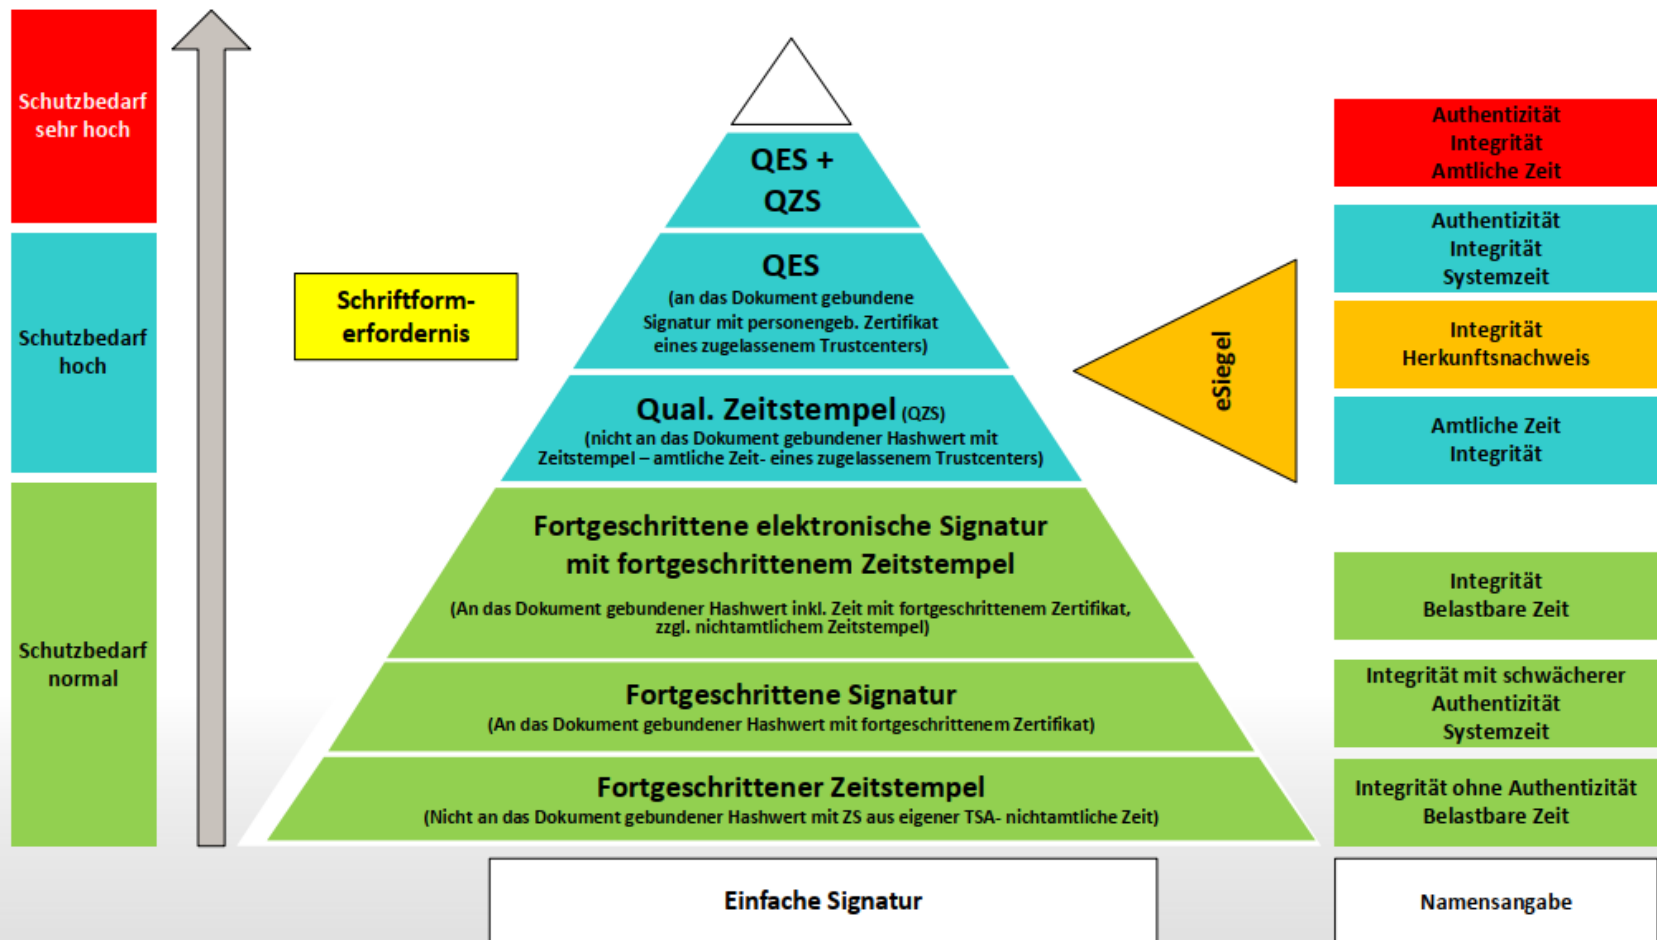 Schutzbedarf
sehr hoch
Schutzbedarf
hoch
Schutzbedarf
normal
Schriftform-
erfordernis
QES +
QZS
QES
(an das Dokument gebundene
Signatur mit personengeb. Zertifikat
eines zugelassenem Trustcenters)
Qual. Zeitstempel (QZS)
(nicht an das Dokument gebundener Hashwert mit
Zeitstempel – amtliche Zeit- eines zugelassenem Trustcenters)
Fortgeschrittene elektronische Signatur
mit fortgeschrittenem Zeitstempel
(An das Dokument gebundener Hashwert inkl. Zeit mit fortgeschrittenem Zertifikat,
zzgl. nichtamtlichem Zeitstempel)
Fortgeschrittene Signatur
(An das Dokument gebundener Hashwert mit fortgeschrittenem Zertifikat)
Fortgeschrittener Zeitstempel
(Nicht an das Dokument gebundener Hashwert mit ZS aus eigener TSA- nichtamtliche Zeit)
Einfache Signatur
eSiegel
Authentizität
Integrität
Amtliche Zeit
Authentizität
Integrität
Systemzeit
Integrität
Herkunftsnachweis
Amtliche Zeit
Integrität
Integrität
Belastbare Zeit
Integrität mit schwächerer
Authentizität
Systemzeit
Integrität ohne Authentizität
Belastbare Zeit
Namensangabe